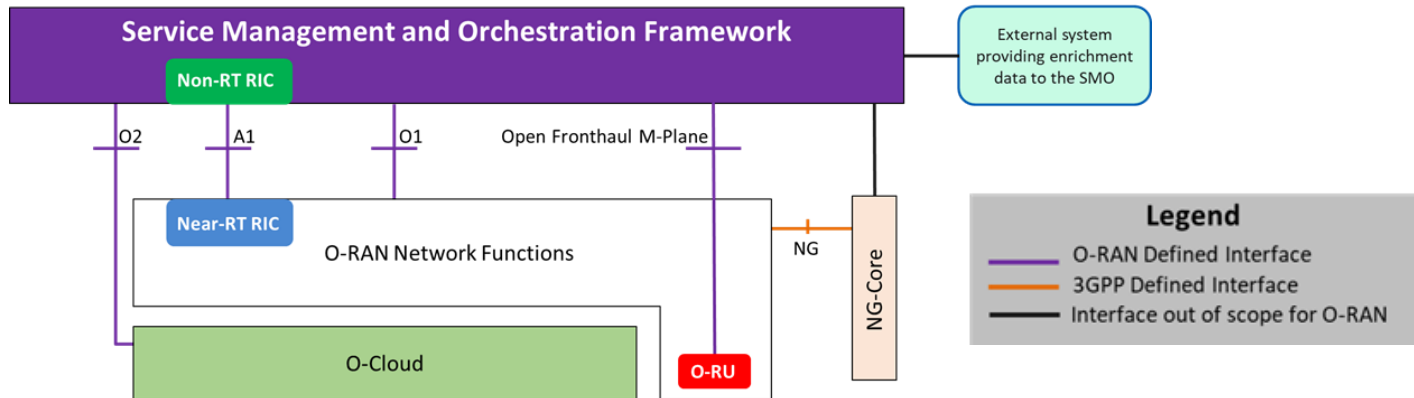 Service Management and Orchestration Framework
External system
providing enrichment
data to the SMO
Non-RT RIC
O2
A1
O1
Open Fronthaul M-Plane
Near-RT RIC
O-RAN Network Functions
NG
NG-Core
O-Cloud
O-RU
Legend
O-RAN Defined Interface
3GPP Defined Interface
Interface out of scope for O-RAN